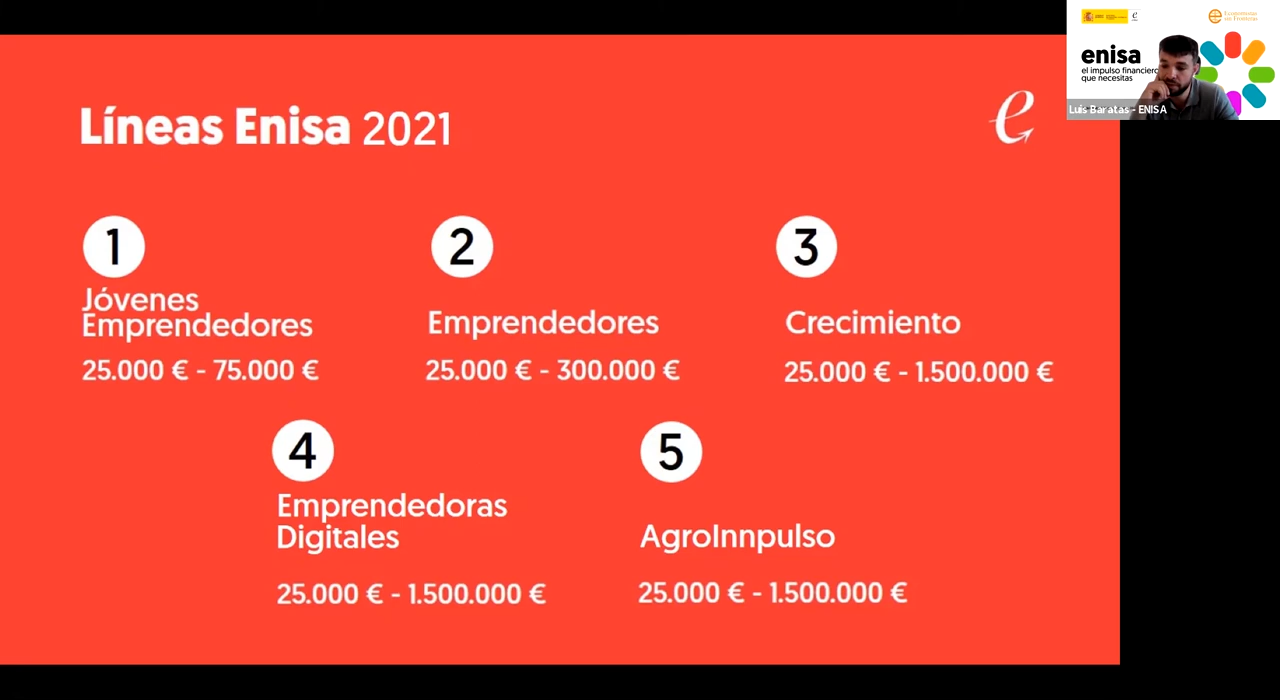 Líneas Enisa 2021
e
1
Jóvenes
Emprendedores
25.000 € - 75.000 €
2
Emprendedores
25.000 € - 300.000 €
3
Crecimiento
25.000 € - 1.500.000 €
4
Emprendedoras
Digitales
25.000 € - 1.500.000 €
5
AgroInnpulso
25.000 € - 1.500.000 €
enisa
el impulso financiero
que necesitas
Luis Baratas - ENISA